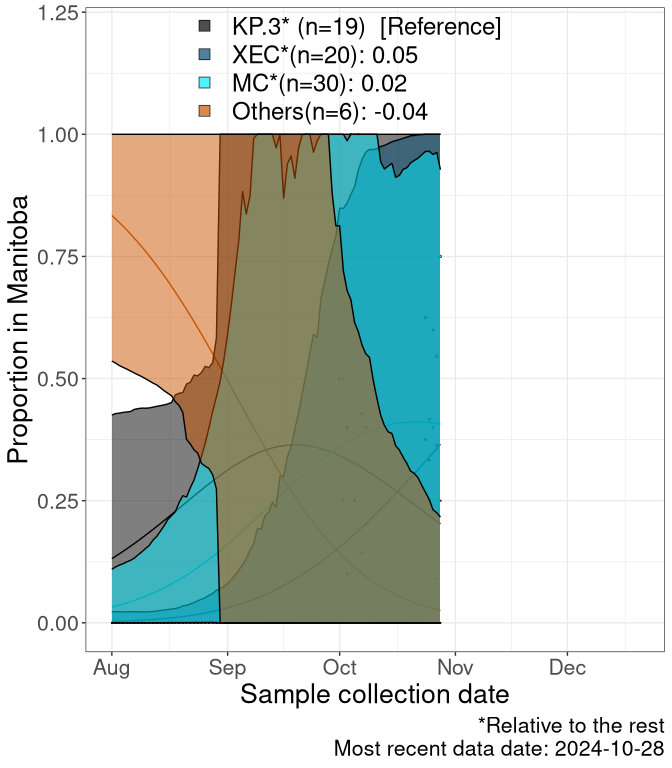 KP.3* (n=19)  [Reference]
XEC*(n=20): 0.05
MC*(n=30): 0.02
Others(n=6): -0.04
1.25
1.00
0.75
0.50
0.25
0.00
Proportion in Manitoba
Aug Sep Oct Nov Dec
Sample collection date
*Relative to the rest
Most recent data date: 2024-10-28